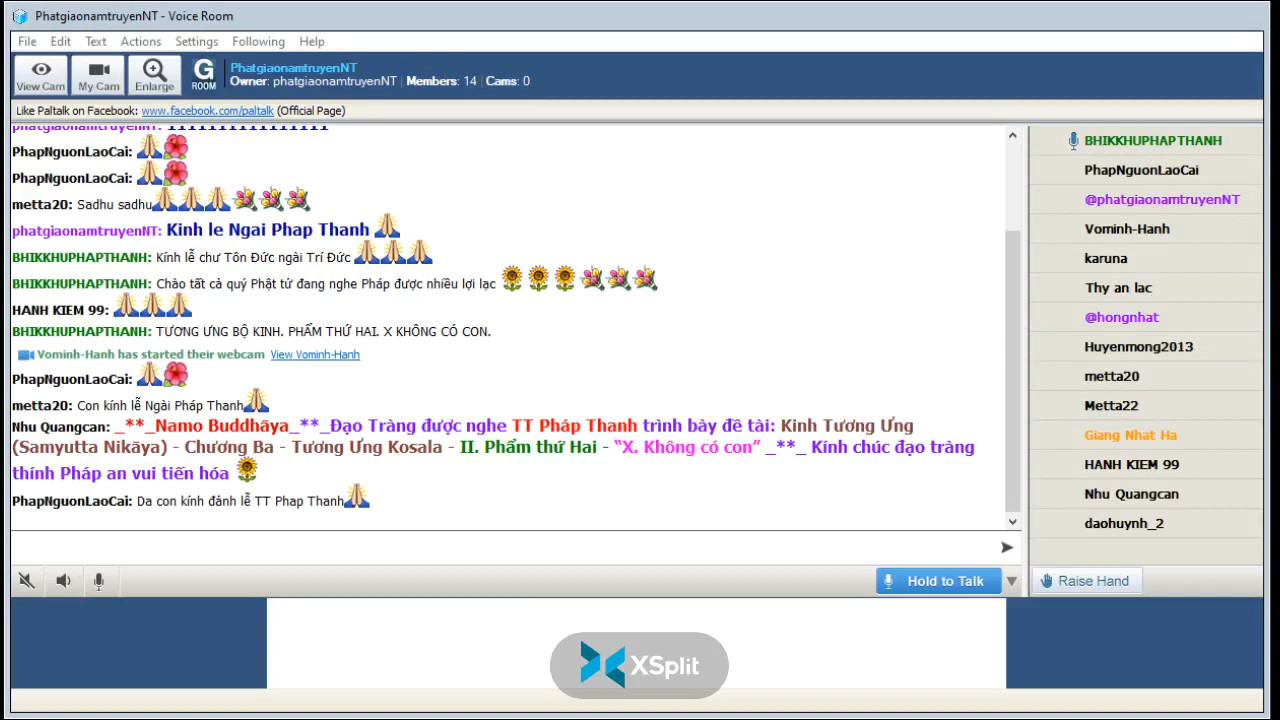 PhatgiaonamtruyenNT - Voice Room
File Edit Text Actions Settings Following Help
View Cam My Cam Enlarge G ROOM
PhatgiaonamtruyenNT
Owner: phatgiaonamtruyenNT | Members: 14 | Cams: 0
Like Paltalk on Facebook: www.facebook.com/paltalk (Official Page)
phatgiaonamtruyenNT:
PhapNguonLaoCai:
PhapNguonLaoCai:
metta20: Sadhu sadhu
phatgiaonamtruyenNT: Kinh le Ngai Phap Thanh
BHIKKHUPHAPTHANH: Kính lễ chư Tôn Đức ngài Trí Đức
BHIKKHUPHAPTHANH: Chào tất cả quý Phật tử đang nghe Pháp được nhiều lợi lạc
HANH KIEM 99:
BHIKKHUPHAPTHANH: TƯƠNG ƯNG BỘ KINH. PHẨM THỨ HAI. X KHÔNG CÓ CON.
Vominh-Hanh has started their webcam View Vominh-Hanh
PhapNguonLaoCai:
metta20: Con kính lễ Ngài Pháp Thanh
Nhu Quangcan: _**_Namo Buddhāya_**_Đạo Tràng được nghe TT Pháp Thanh trình bày đề tài: Kinh Tương Ưng
(Samyutta Nikāya) - Chương Ba - Tương Ưng Kosala - II. Phẩm thứ Hai - “X. Không có con” _**_ Kính chúc đạo tràng
thính Pháp an vui tiến hóa
PhapNguonLaoCai: Da con kính đảnh lễ TT Phap Thanh
BHIKKHUPHAPTHANH
PhapNguonLaoCai
@phatgiaonamtruyenNT
Vominh-Hanh
karuna
Thy an lac
@hongnhat
Huyenmong2013
metta20
Metta22
Giang Nhat Ha
HANH KIEM 99
Nhu Quangcan
daohuynh_2
Hold to Talk
Raise Hand
XSplit